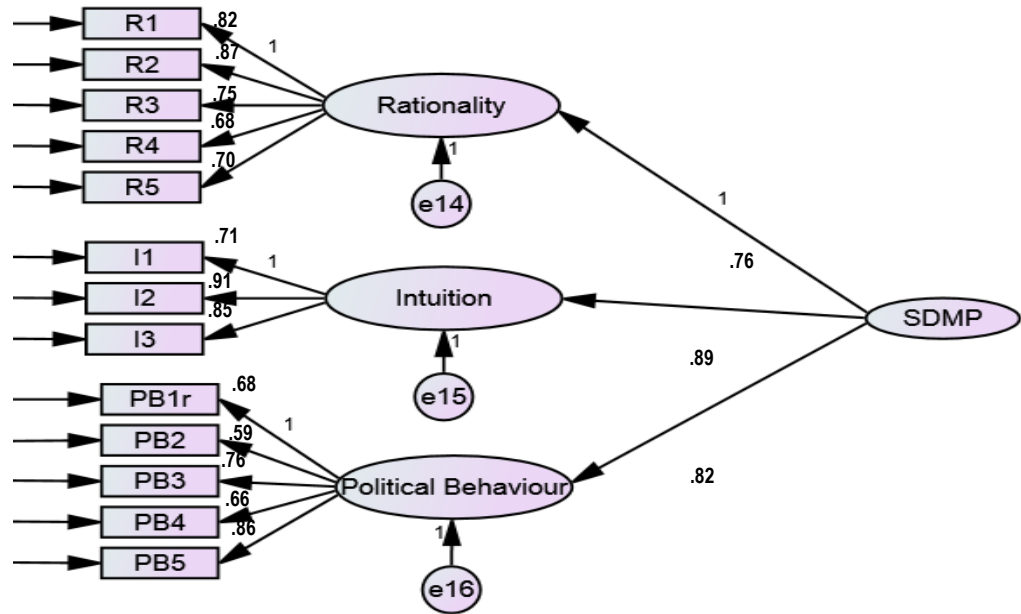 R1
.82
1
R2
.87
R3
.75
R4
.68
R5
.70
Rationality
1
e14
1
.76
I1
.71
1
I2
.91
I3
.85
Intuition
1
e15
SDMP
.89
PB1r
.68
1
PB2
.59
PB3
.76
PB4
.66
PB5
.86
Political Behaviour
1
e16
.82